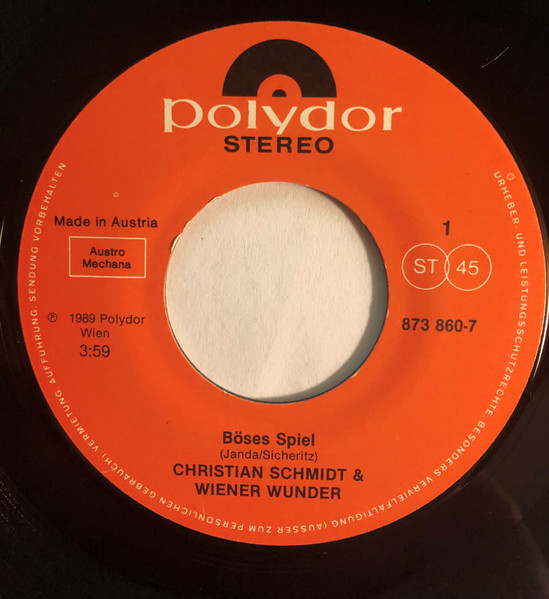 polydor
STEREO
Made in Austria
Austro
Mechana
℗ 1989 Polydor
Wien
3:59
1
ST 45
873 860-7
Böses Spiel
(Janda/Sicheritz)
CHRISTIAN SCHMIDT &
WIENER WUNDER
URHEBER- UND LEISTUNGSSCHUTZRECHTE, BESONDERS VERVIELFÄLTIGUNG (AUSSER ZUM PERSÖNLICHEN GEBRAUCH), VERMIETUNG, AUFFÜHRUNG, SENDUNG VORBEHALTEN